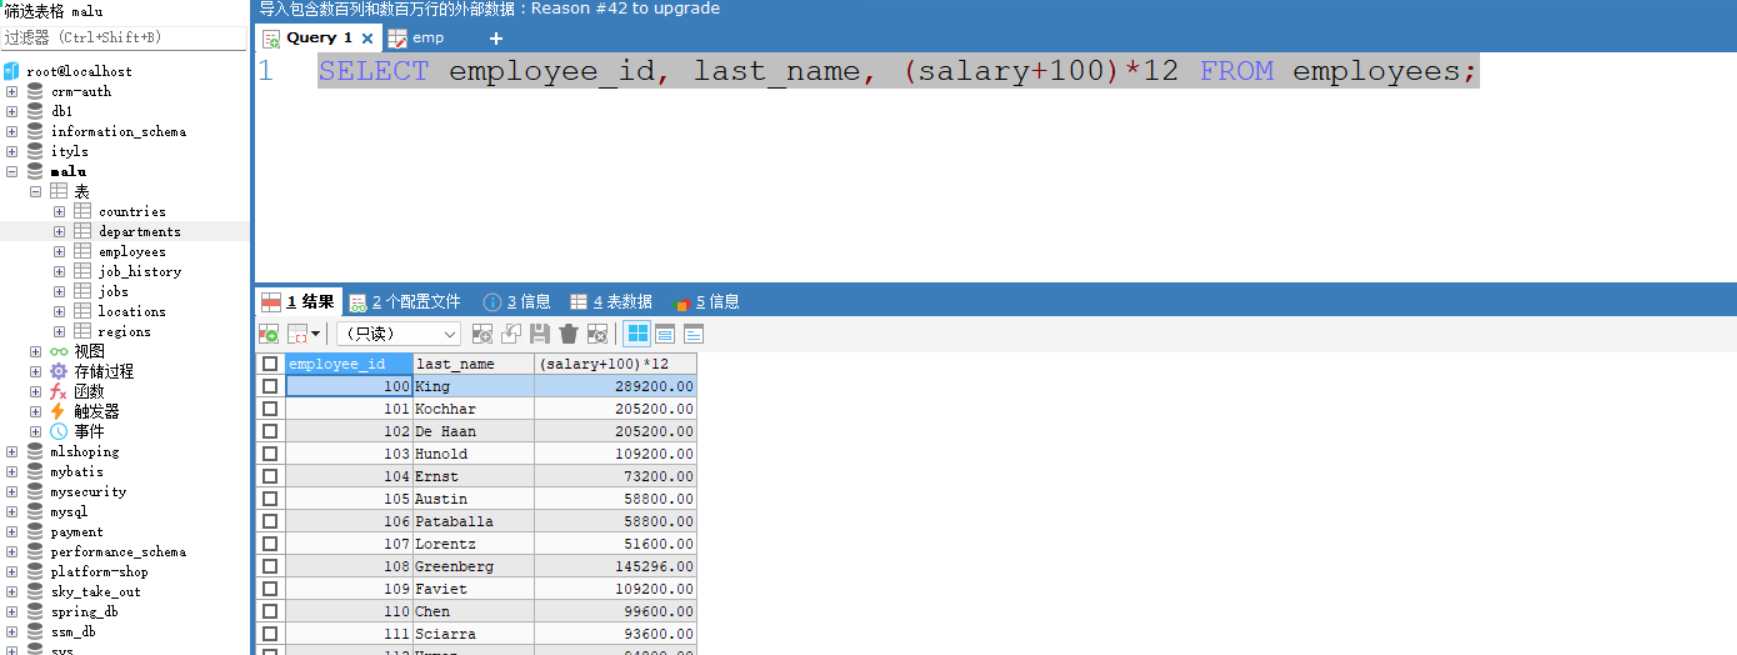 筛选表格 malu
过滤器 (Ctrl+Shift+B)
root@localhost
crm-auth
db1
information_schema
ityls
malu
表
countries
departments
employees
job_history
jobs
locations
regions
视图
存储过程
函数
触发器
事件
mlshoping
mybatis
mysecurity
mysql
payment
performance_schema
platform-shop
sky_take_out
spring_db
ssm_db
sys
导入包含数百列和数百万行的外部数据：Reason #42 to upgrade
Query 1 emp
1 SELECT employee_id, last_name, (salary+100)*12 FROM employees;
1 结果 2 个配置文件 3 信息 4 表数据 5 信息
(只读)
employee_id last_name (salary+100)*12
100 King 289200.00
101 Kochhar 205200.00
102 De Haan 205200.00
103 Hunold 109200.00
104 Ernst 73200.00
105 Austin 58800.00
106 Pataballa 58800.00
107 Lorentz 51600.00
108 Greenberg 145296.00
109 Faviet 109200.00
110 Chen 99600.00
111 Sciarra 93600.00